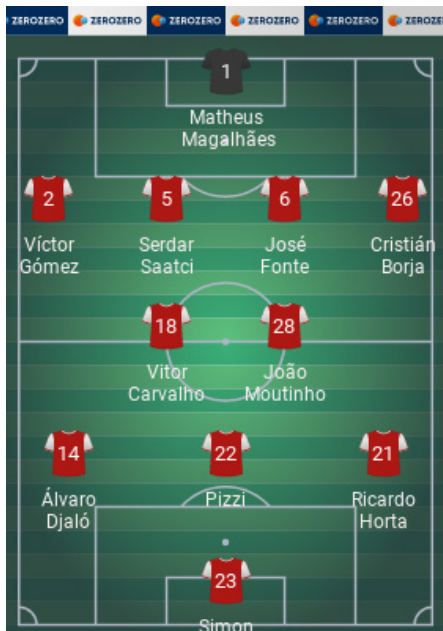 ZEROZERO ZEROZERO ZEROZERO ZEROZERO ZEROZERO ZEROZE
1
Matheus
Magalhães
2 5 6 26
Víctor Serdar José Cristián
Gómez Saatci Fonte Borja
18 28
Vitor João
Carvalho Moutinho
14 22 21
Álvaro Pizzi Ricardo
Djaló Horta
23
Simon